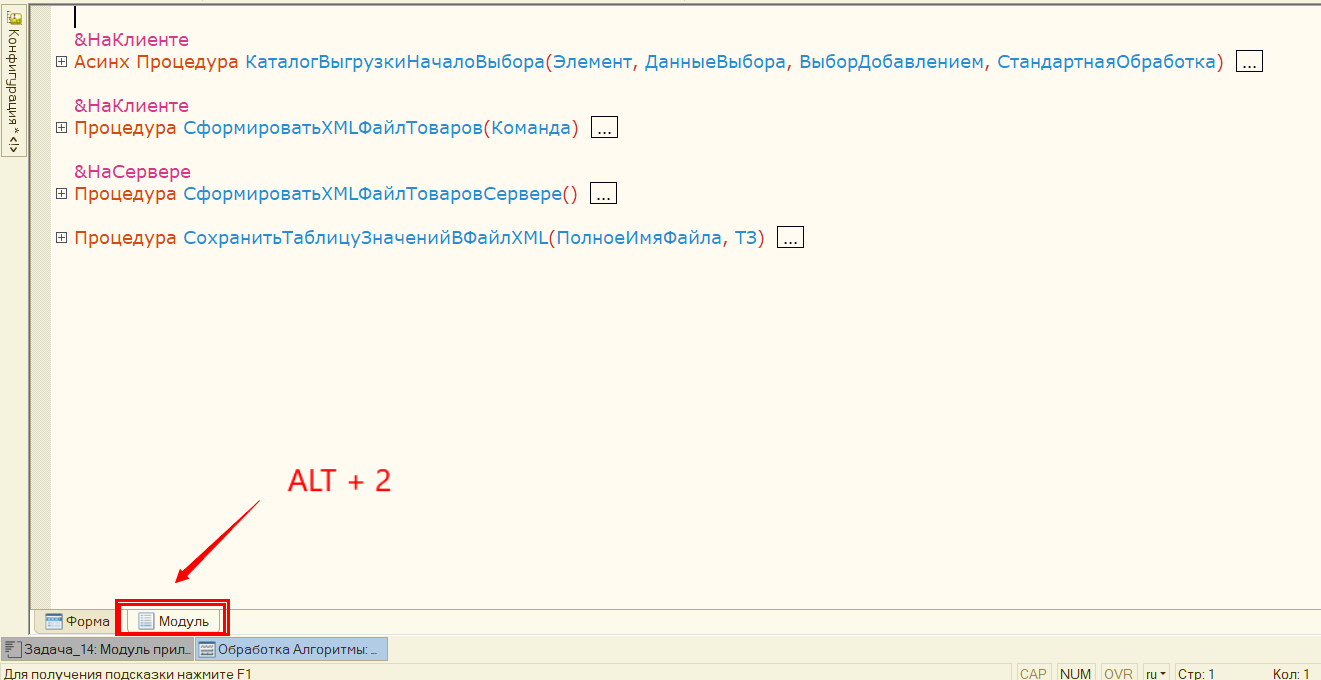 Конфигурация * <!>
&НаКлиенте
Асинх Процедура КаталогВыгрузкиНачалоВыбора(Элемент, ДанныеВыбора, ВыборДобавлением, СтандартнаяОбработка) ...
&НаКлиенте
Процедура СформироватьXMLФайлТоваров(Команда) ...
&НаСервере
Процедура СформироватьXMLФайлТоваровСервере() ...
Процедура СохранитьТаблицуЗначенийВФайлXML(ПолноеИмяФайла, ТЗ) ...
ALT + 2
Форма Модуль
Задача_14: Модуль прил... Обработка Алгоритмы: ...
Для получения подсказки нажмите F1 CAP NUM OVR ru Стр: 1 Кол: 1